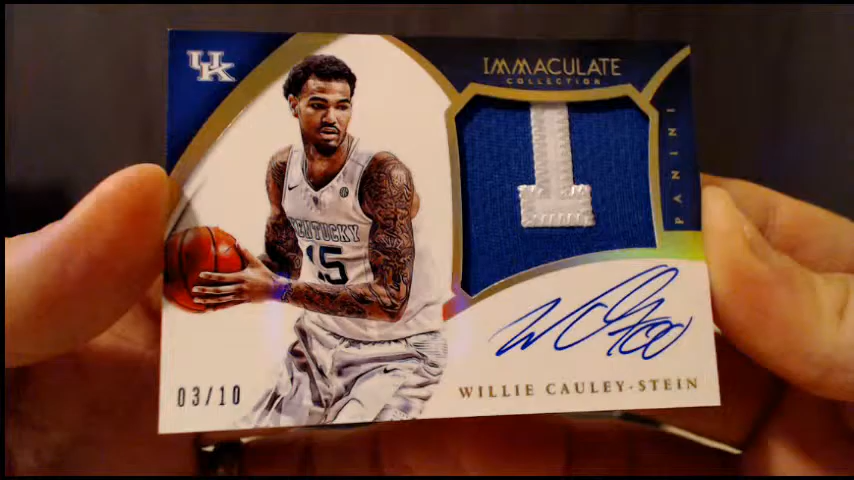 UK
IMMACULATE
COLLECTION
PANINI
KENTUCKY
15
03/10
WILLIE CAULEY-STEIN